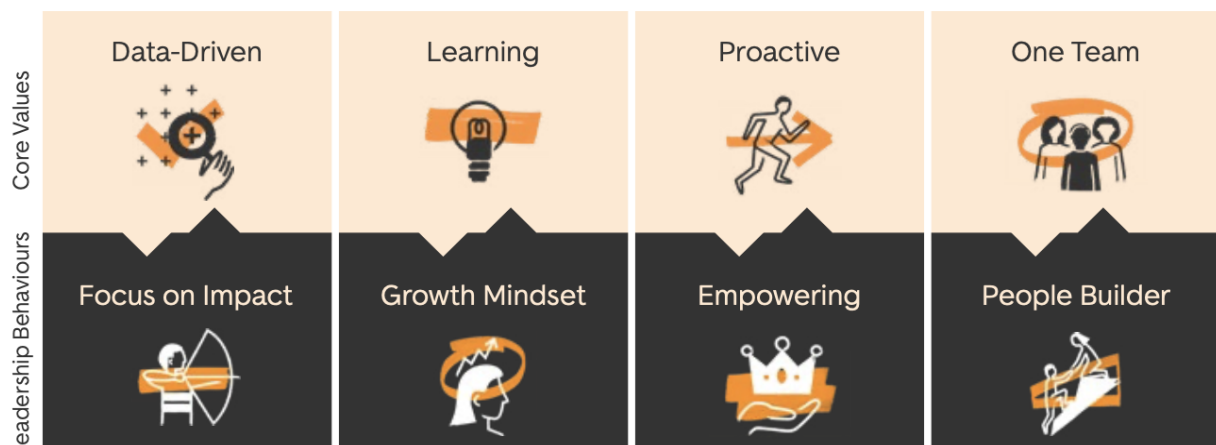 Core Values
Data-Driven
Learning
Proactive
One Team
eadership Behaviours
Focus on Impact
Growth Mindset
Empowering
People Builder